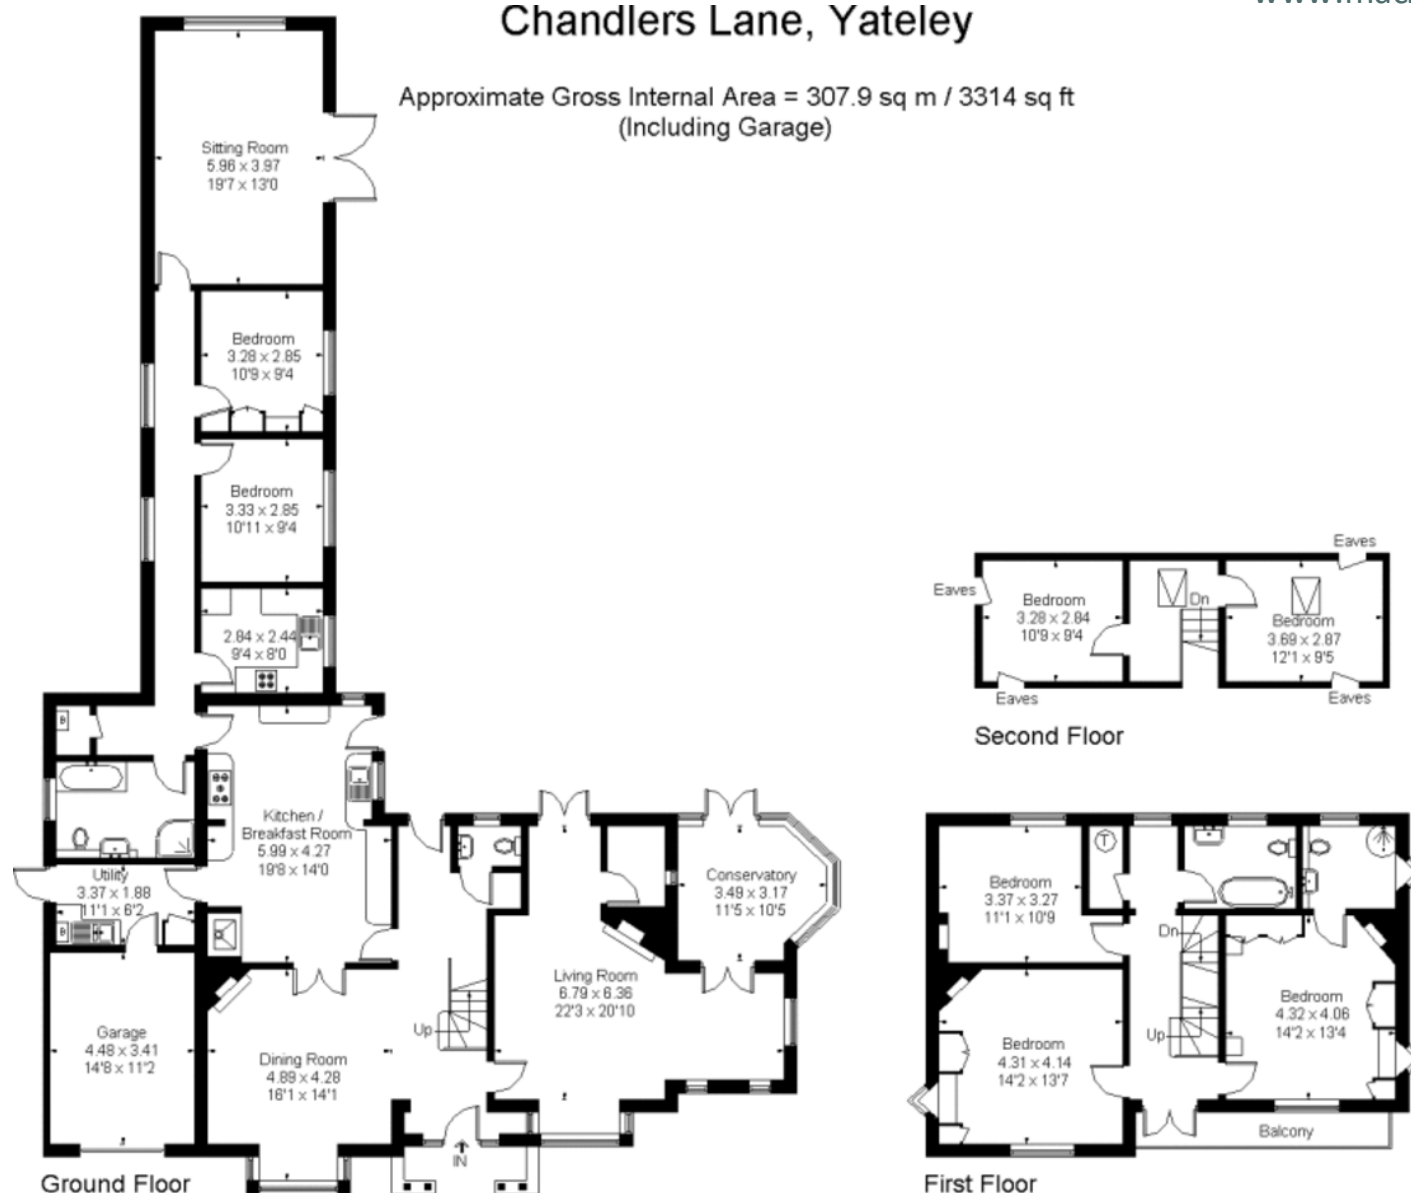 Chandlers Lane, Yateley
Approximate Gross Internal Area = 307.9 sq m / 3314 sq ft
(Including Garage)
Sitting Room
5.96 x 3.97
19'7 x 13'0
Bedroom
3.28 x 2.85
10'9 x 9'4
Bedroom
3.33 x 2.85
10'11 x 9'4
2.84 x 2.44
9'4 x 8'0
B
Kitchen /
Breakfast Room
5.99 x 4.27
19'8 x 14'0
Utility
3.37 x 1.88
11'1 x 6'2
B
Garage
4.48 x 3.41
14'8 x 11'2
Dining Room
4.89 x 4.28
16'1 x 14'1
Up
Living Room
6.79 x 6.36
22'3 x 20'10
Conservatory
3.49 x 3.17
11'5 x 10'5
IN
Ground Floor
Eaves
Eaves
Bedroom
3.28 x 2.84
10'9 x 9'4
Dn
Bedroom
3.69 x 2.87
12'1 x 9'5
Eaves
Eaves
Second Floor
T
Bedroom
3.37 x 3.27
11'1 x 10'9
Dn
Bedroom
4.32 x 4.06
14'2 x 13'4
Up
Bedroom
4.31 x 4.14
14'2 x 13'7
Balcony
First Floor